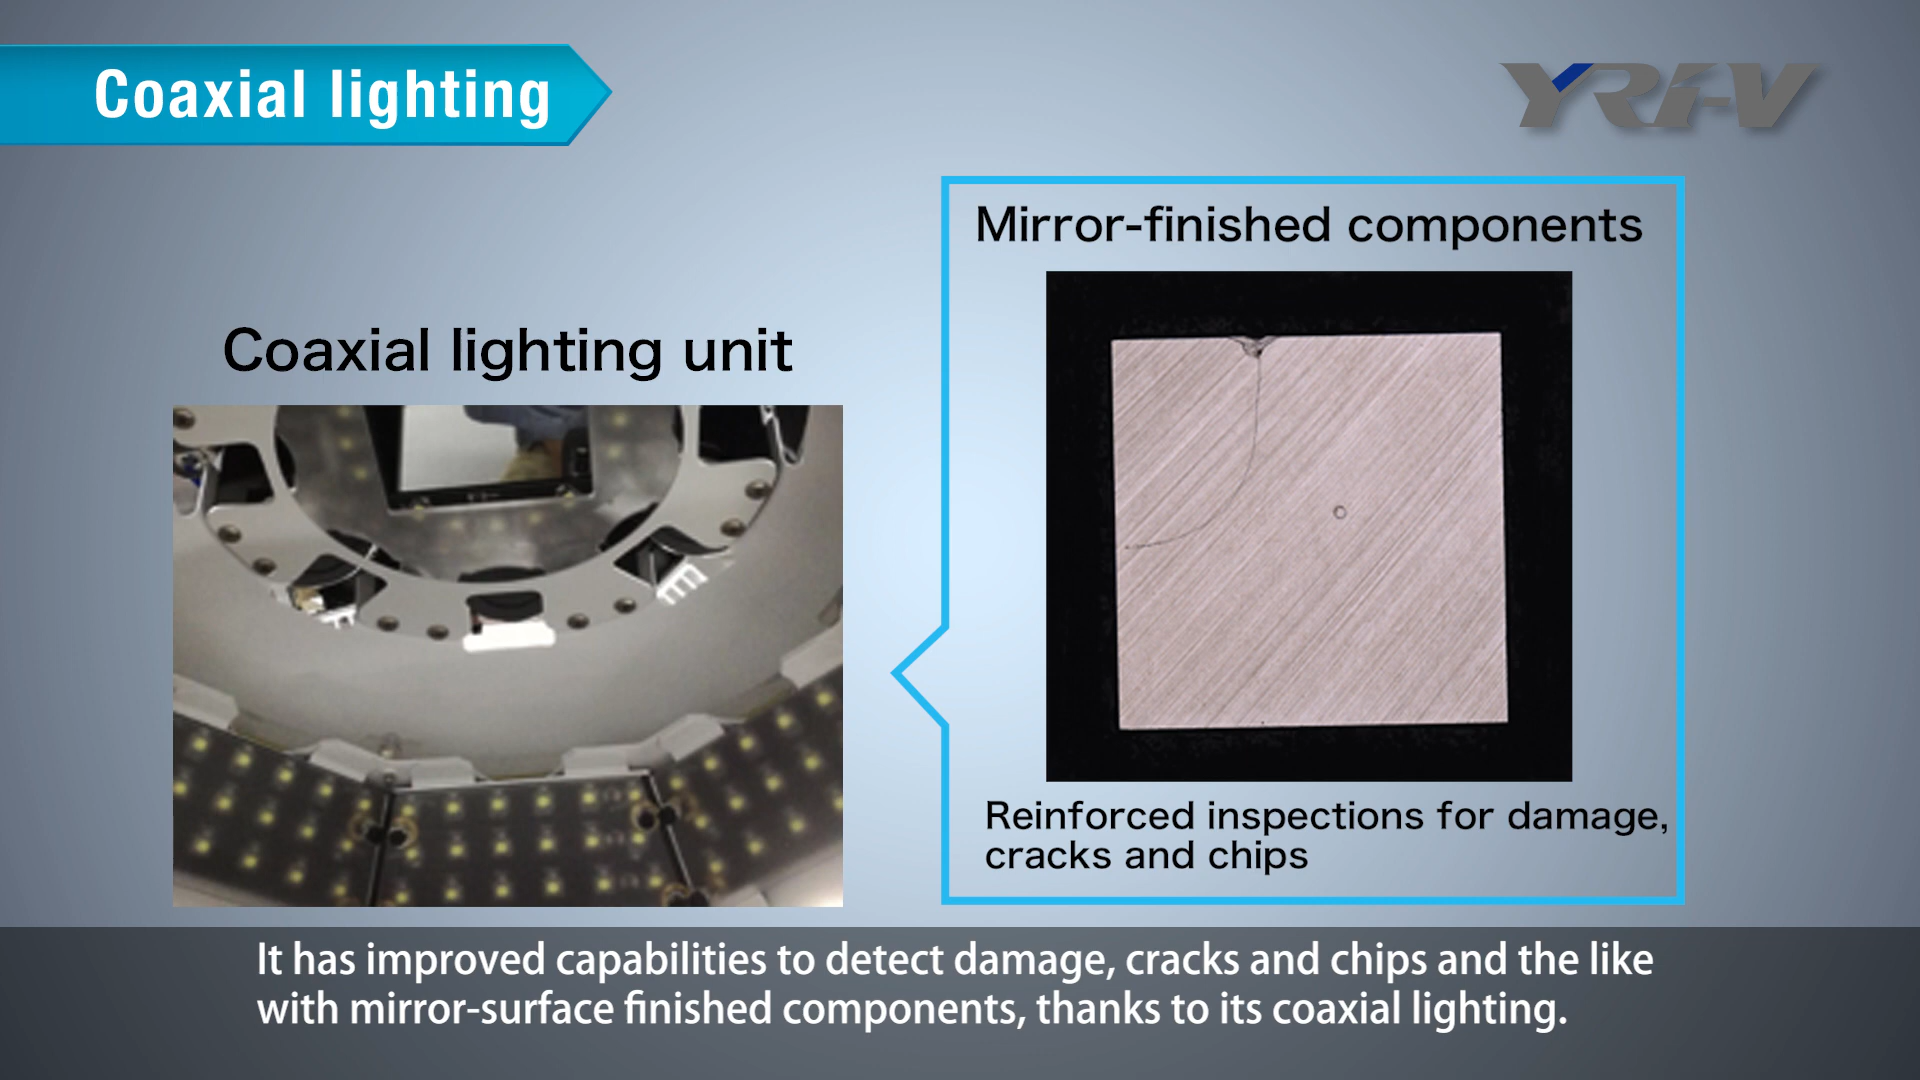 Coaxial lighting
YRi-V
Mirror-finished components
Coaxial lighting unit
Reinforced inspections for damage,
cracks and chips
It has improved capabilities to detect damage, cracks and chips and the like
with mirror-surface finished components, thanks to its coaxial lighting.